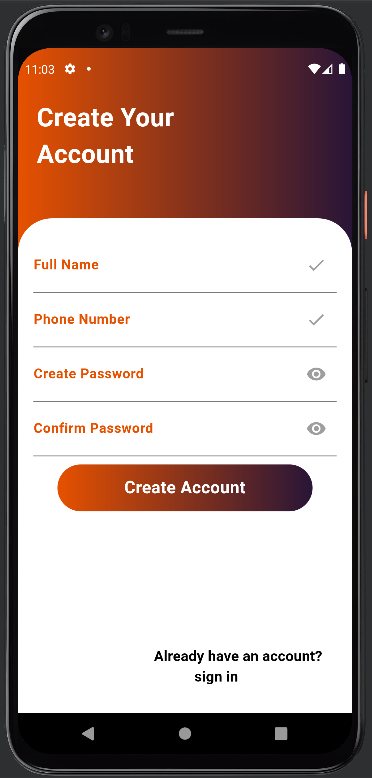 11:03
Create Your
Account
Full Name
Phone Number
Create Password
Confirm Password
Create Account
Already have an account?
sign in